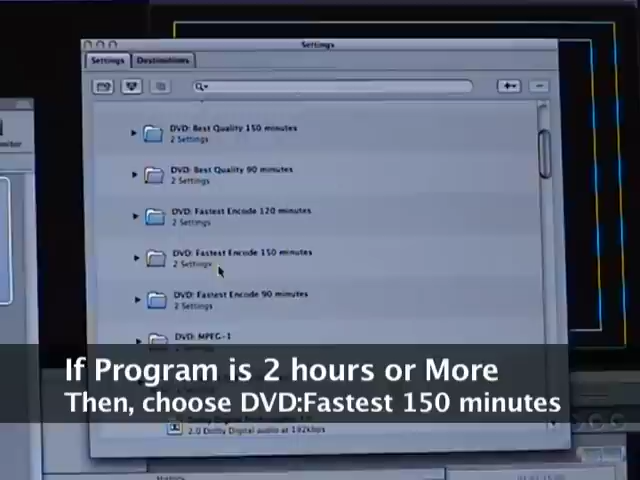 Settings
Settings Destinations
DVD: Best Quality 150 minutes
2 Settings
DVD: Best Quality 90 minutes
2 Settings
DVD: Fastest Encode 120 minutes
2 Settings
DVD: Fastest Encode 150 minutes
2 Settings
DVD: Fastest Encode 90 minutes
2 Settings
DVD: MPEG-1
If Program is 2 hours or More
Then, choose DVD:Fastest 150 minutes
2.0 Dolby Digital audio at 192kbps
History